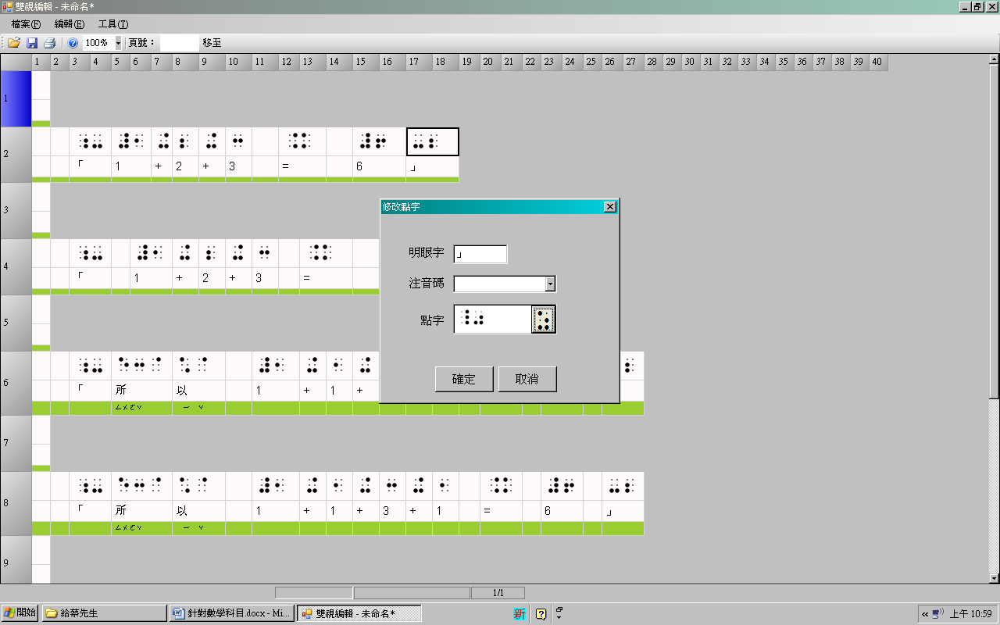 雙視編輯 - 未命名*
檔案(F) 編輯(E) 工具(T)
100% 頁號： 移至
1 2 3 4 5 6 7 8 9 10 11 12 13 14 15 16 17 18 19 20 21 22 23 24 25 26 27 28 29 30 31 32 33 34 35 36 37 38 39 40
1
2
⠰⠤ ⠼⠂ ⠬ ⠆ ⠬ ⠒ ⠨⠅ ⠼⠖ ⠤⠆
「 1 + 2 + 3 = 6 」
3
4
「 1 + 2 + 3 =
5
6
「 所 以 1 + 1 +
ㄙㄨㄛˇ ㄧ ˇ
7
8
「 所 以 1 + 1 + 3 + 1 = 6 」
ㄙㄨㄛˇ ㄧ ˇ
9
修改點字
明眼字 」
注音碼
點字
確定 取消
1/1
開始 給蔡先生 針對數學科目.docx - Mi... 雙視編輯 - 未命名* 新 ? « 上午 10:59